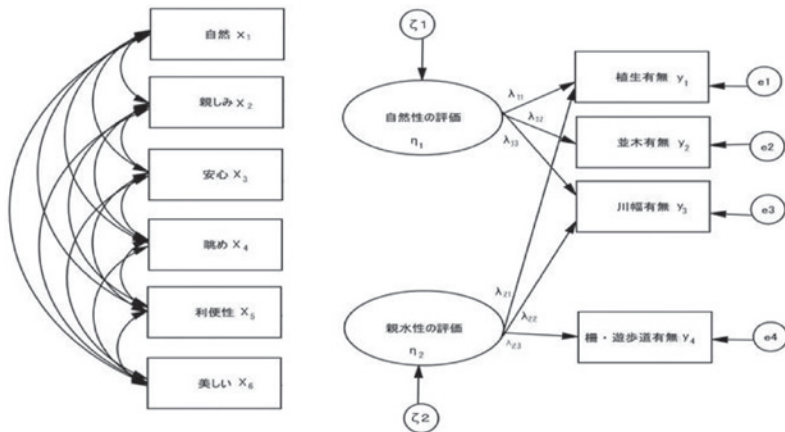 自然 X1
親しみ X2
安心 X3
眺め X4
利便性 X5
美しい X6
ζ1
自然性の評価
η1
λ11
λ12
λ13
植生有無 y1
e1
並木有無 y2
e2
川幅有無 y3
e3
λ21
λ22
λ23
親水性の評価
η2
柵・遊歩道有無 y4
e4
ζ2